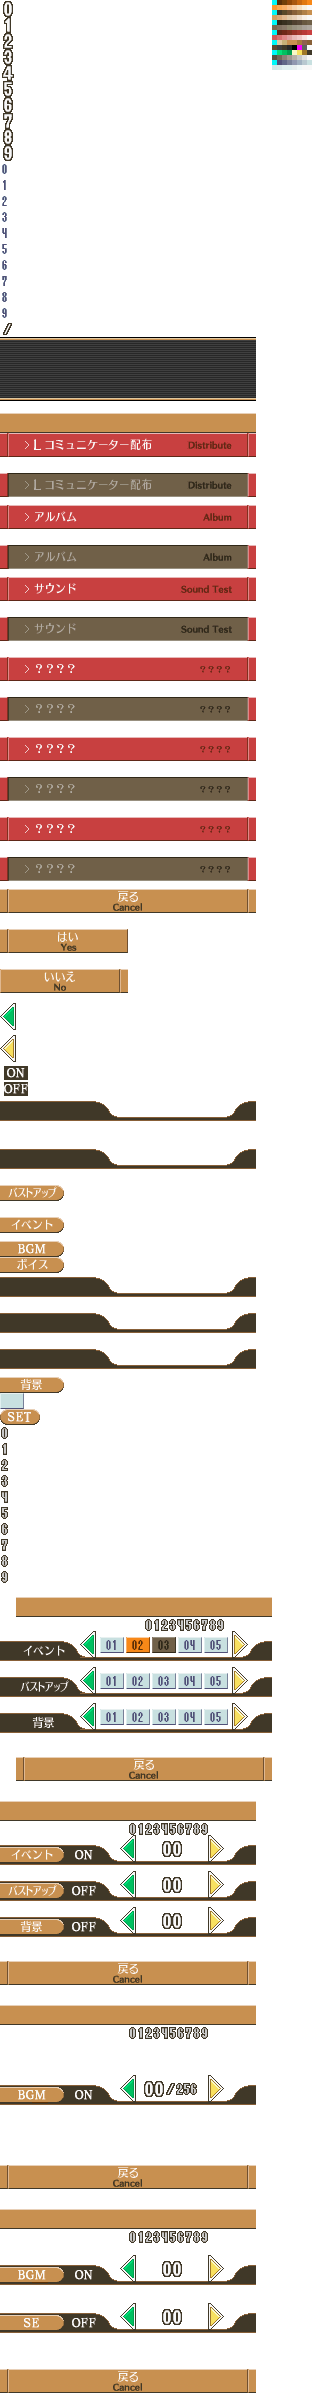 0
1
2
3
4
5
6
7
8
9
0
1
2
3
4
5
6
7
8
9
/
> L コミュニケーター配布 Distribute
> L コミュニケーター配布 Distribute
> アルバム Album
> アルバム Album
> サウンド Sound Test
> サウンド Sound Test
> ???? ????
> ???? ????
> ???? ????
> ???? ????
> ???? ????
> ???? ????
戻る
Cancel
はい
Yes
いいえ
No
ON
OFF
バストアップ
イベント
BGM
ボイス
背景
SET
0
1
2
3
4
5
6
7
8
9
0123456789
イベント 01 02 03 04 05
バストアップ 01 02 03 04 05
背景 01 02 03 04 05
戻る
Cancel
0123456789
イベント ON 00
バストアップ OFF 00
背景 OFF 00
戻る
Cancel
0123456789
BGM ON 00/256
戻る
Cancel
0123456789
BGM ON 00
SE OFF 00
戻る
Cancel